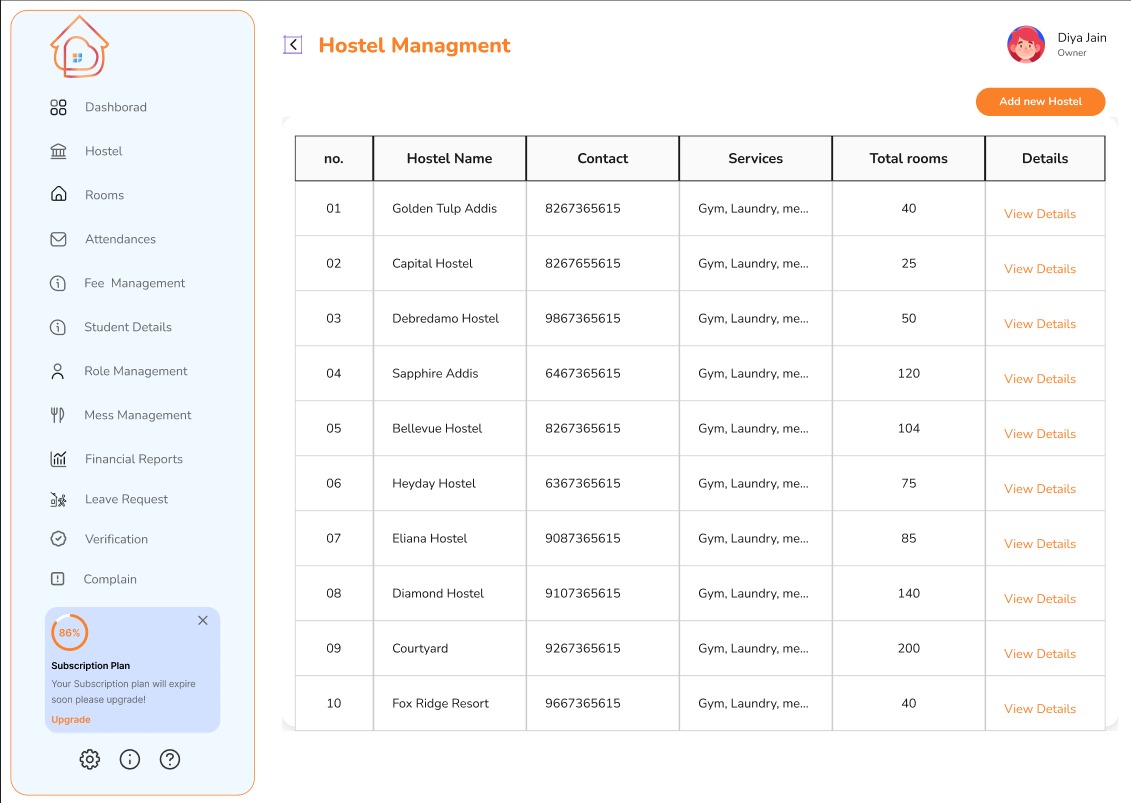 Dashborad
Hostel
Rooms
Attendances
Fee  Management
Student Details
Role Management
Mess Management
Financial Reports
Leave Request
Verification
Complain
86%
Subscription Plan
Your Subscription plan will expire
soon please upgrade!
Upgrade
Hostel Managment
Diya Jain
Owner
Add new Hostel
no. Hostel Name Contact Services Total rooms Details
01 Golden Tulp Addis 8267365615 Gym, Laundry, me... 40 View Details
02 Capital Hostel 8267655615 Gym, Laundry, me... 25 View Details
03 Debredamo Hostel 9867365615 Gym, Laundry, me... 50 View Details
04 Sapphire Addis 6467365615 Gym, Laundry, me... 120 View Details
05 Bellevue Hostel 8267365615 Gym, Laundry, me... 104 View Details
06 Heyday Hostel 6367365615 Gym, Laundry, me... 75 View Details
07 Eliana Hostel 9087365615 Gym, Laundry, me... 85 View Details
08 Diamond Hostel 9107365615 Gym, Laundry, me... 140 View Details
09 Courtyard 9267365615 Gym, Laundry, me... 200 View Details
10 Fox Ridge Resort 9667365615 Gym, Laundry, me... 40 View Details